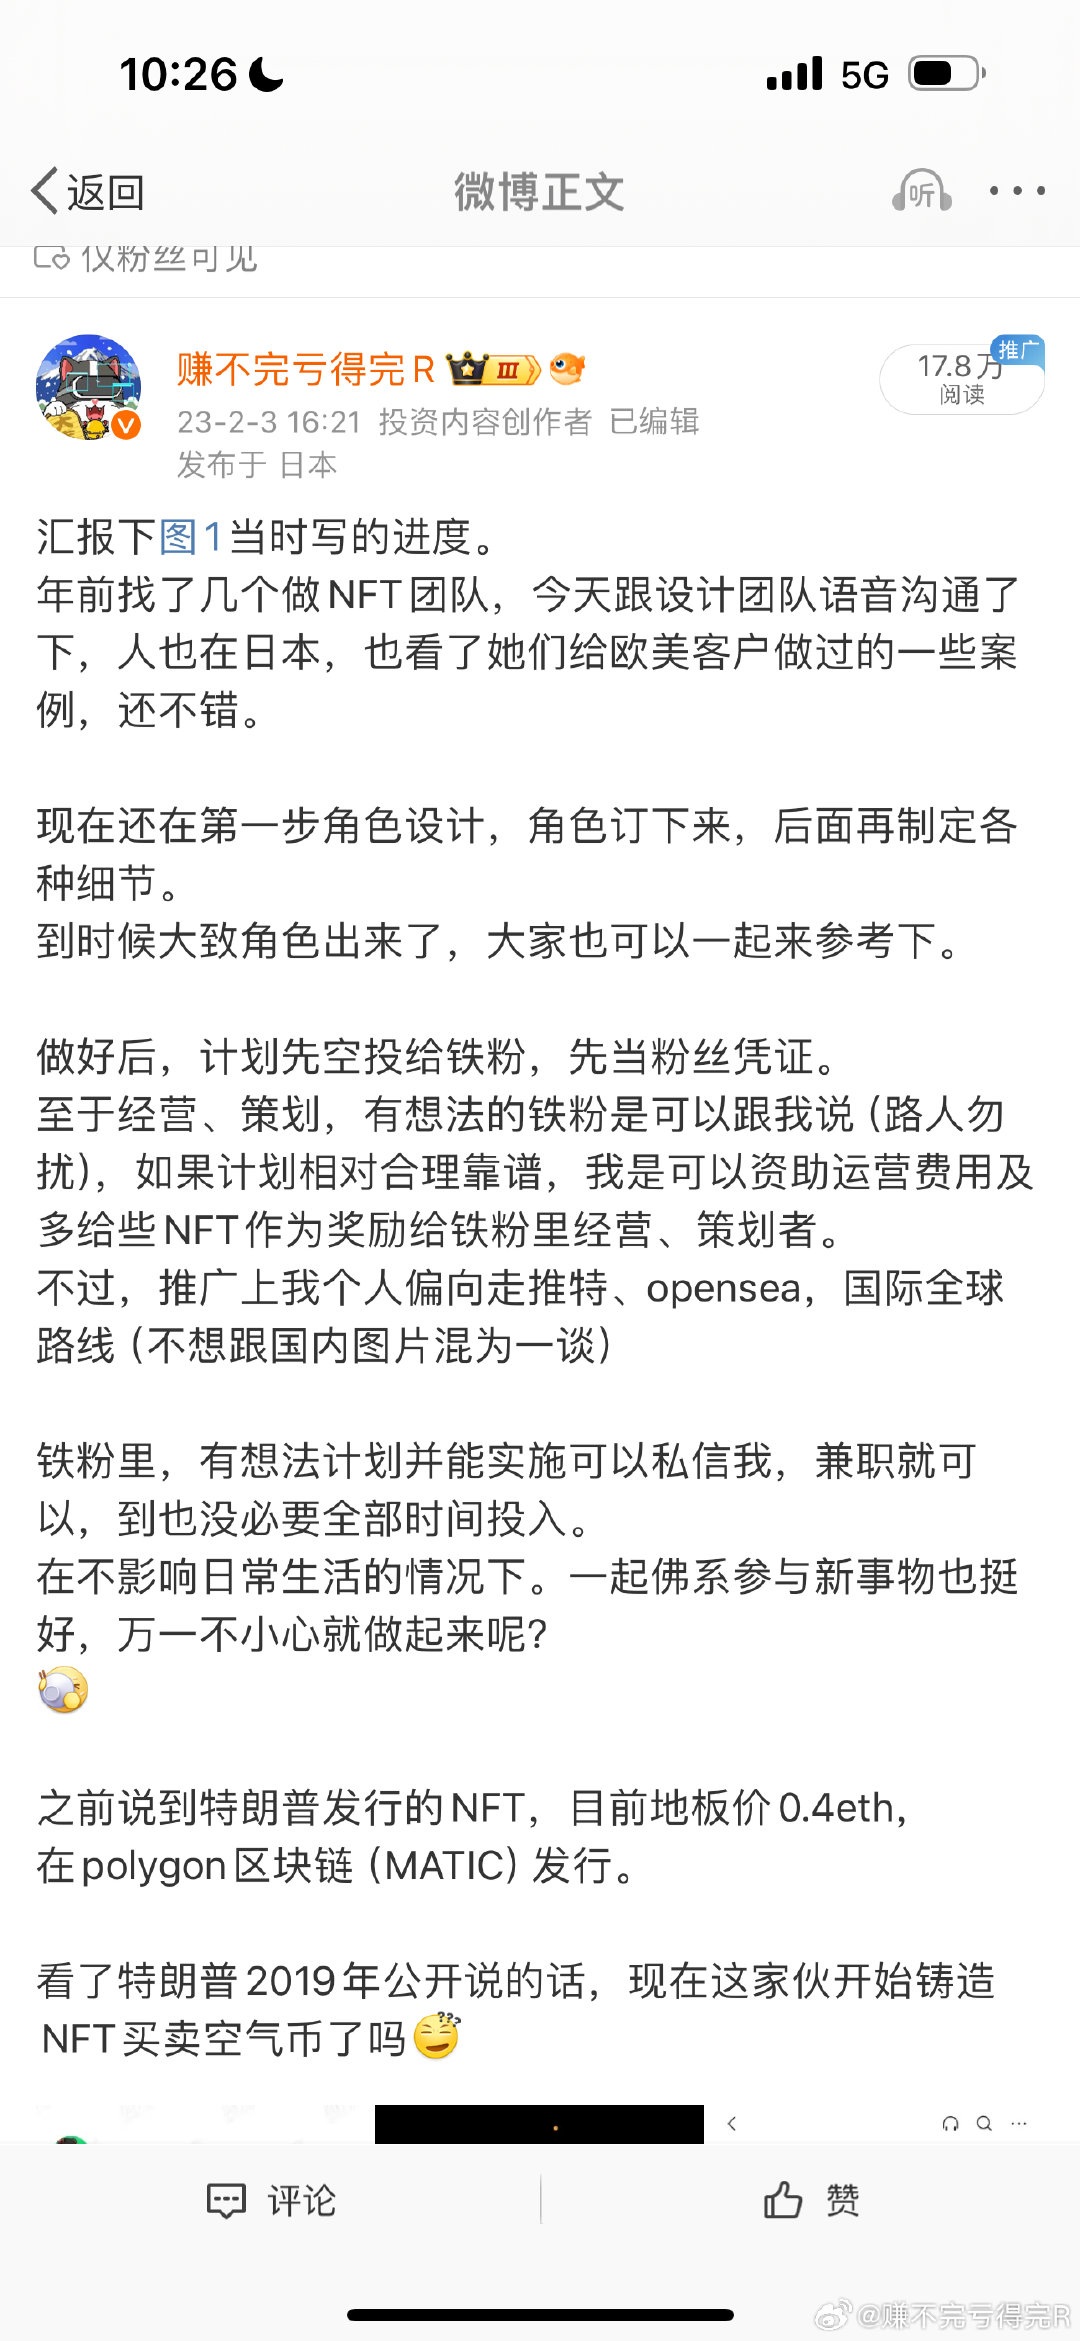 10:26
5G
返回
微博正文
听
仅粉丝可见
赚不完亏得完R
III
17.8万
推广
阅读
23-2-3 16:21 投资内容创作者 已编辑
发布于 日本
汇报下图1当时写的进度。
年前找了几个做NFT团队，今天跟设计团队语音沟通了
下，人也在日本，也看了她们给欧美客户做过的一些案
例，还不错。
现在还在第一步角色设计，角色订下来，后面再制定各
种细节。
到时候大致角色出来了，大家也可以一起来参考下。
做好后，计划先空投给铁粉，先当粉丝凭证。
至于经营、策划，有想法的铁粉是可以跟我说（路人勿
扰），如果计划相对合理靠谱，我是可以资助运营费用及
多给些NFT作为奖励给铁粉里经营、策划者。
不过，推广上我个人偏向走推特、opensea，国际全球
路线（不想跟国内图片混为一谈）
铁粉里，有想法计划并能实施可以私信我，兼职就可
以，到也没必要全部时间投入。
在不影响日常生活的情况下。一起佛系参与新事物也挺
好，万一不小心就做起来呢？
之前说到特朗普发行的NFT，目前地板价0.4eth，
在polygon区块链（MATIC）发行。
看了特朗普2019年公开说的话，现在这家伙开始铸造
NFT买卖空气币了吗
评论
赞
@赚不完亏得完R